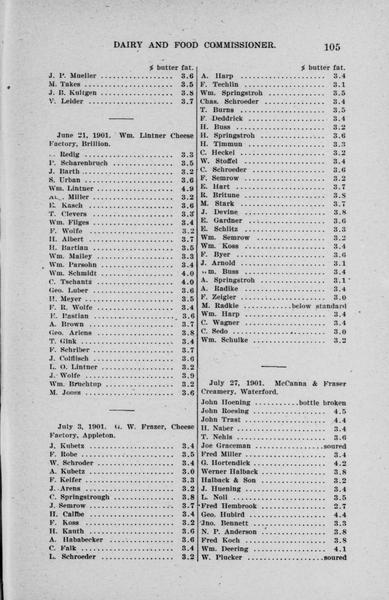 DAIRY AND FOOD COMMISSIONER. 105
% butter fat.
J. P. Mueller .................. 3.6
M. Takes .................. 3.5
J. B. Kultgen .................. 3.8
V. Leider .................. 3.7
June 21, 1901. Wm. Lintner Cheese
Factory, Brillion.
Redig .................. 3.3
P. Scharenbruch .................. 3.5
J. Barth .................. 3.2
S. Urban .................. 3.6
Wm. Lintner .................. 4.9
Miller .................. 3.2
E. Kasch .................. 3.6
T. Clevers .................. 3.3
Wm. Filges .................. 3.4
F. Wolfe .................. 3.2
H. Albert .................. 3.7
H. Bartian .................. 3.5
Wm. Mailey .................. 3.3
Wm. Parsohn .................. 3.4
Wm. Schmidt .................. 4.0
C. Tschantz .................. 4.0
Geo. Luber .................. 3.6
H. Meyer .................. 3.5
F. R. Wolfe .................. 3.4
E. Pastian .................. 3.6
A. Brown .................. 3.7
Geo. Ariens .................. 3.8
T. Gink .................. 3.4
F. Schriber .................. 3.7
J. Coffisch .................. 3.6
L. O. Lintner .................. 3.2
J. Wolfe .................. 3.9
Wm. Bruchtup .................. 3.2
M. Jooss .................. 3.6
July 3, 1901. G. W. Frazer, Cheese
Factory, Appleton.
J. Kubetz .................. 3.4
F. Robe .................. 3.5
W. Schroder .................. 3.4
A. Kubetz .................. 3.0
F. Keifer .................. 3.3
J. Arens .................. 3.2
C. Springstrough .................. 3.8
J. Semrow .................. 3.7
H. Calfbe .................. 3.4
F. Koss .................. 3.2
H. Kauth .................. 3.6
A. Hababecker .................. 3.6
C. Falk .................. 3.4
L. Schroeder .................. 3.2
% butter fat.
A. Harp .................. 3.4
F. Techlin .................. 3.1
Wm. Springstroh .................. 3.5
Chas. Schroeder .................. 3.4
T. Burns .................. 3.5
F. Deddrick .................. 3.4
H. Buss .................. 3.2
H. Springstroh .................. 3.6
H. Timmun .................. 3.3
C. Heckel .................. 3.2
W. Stoffel .................. 3.4
C. Schroeder .................. 3.6
F. Semrow .................. 3.2
E. Hart .................. 3.7
R. Britune .................. 3.8
M. Stark .................. 3.7
J. Devine .................. 3.8
E. Gardner .................. 3.6
E. Schlitz .................. 3.3
Wm. Semrow .................. 3.2
Wm. Koss .................. 3.4
F. Byer .................. 3.6
J. Arnold .................. 3.1
Buss .................. 3.4
A. Springstroh .................. 3.1
A. Radike .................. 3.4
F. Zeigler .................. 3.0
M. Radkie ............below standard
Wm. Harp .................. 3.4
C. Wagner .................. 3.4
C. Sedo .................. 3.0
Wm. Schulke .................. 3.2
July 27, 1901. McCanna & Fraser
Creamery, Waterford.
John Hoening ..........bottle broken
John Roesing .................. 4.5
John Trast .................. 4.4
H. Naber .................. 3.4
T. Nehls .................. 3.6
Joe Graceman ..................soured
Fred Miller .................. 3.4
G. Hortendick .................. 4.2
Werner Halback .................. 3.8
Halback & Son .................. 3.2
J. Huening .................. 3.4
L. Noll .................. 3.5
Fred Hembrook .................. 2.7
Geo. Hubird .................. 4.4
Jno. Bennett .................. 3.3
N. P. Anderson .................. 3.8
Fred Koch .................. 3.8
Wm. Deering .................. 4.1
W. Plucker ..................soured